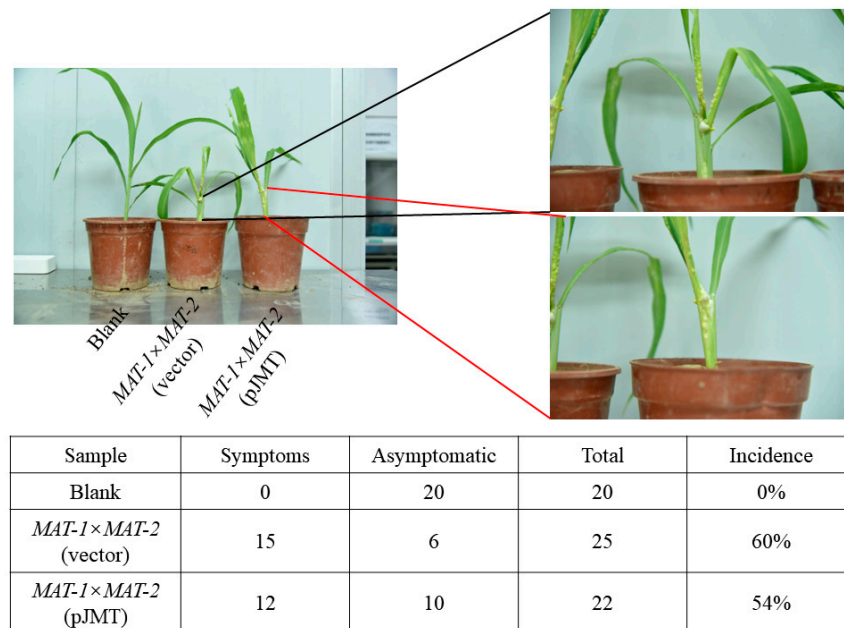 Blank
MAT-1×MAT-2
(vector)
MAT-1×MAT-2
(pJMT)
Sample Symptoms Asymptomatic Total Incidence
Blank 0 20 20 0%
MAT-1×MAT-2
(vector) 15 6 25 60%
MAT-1×MAT-2
(pJMT) 12 10 22 54%